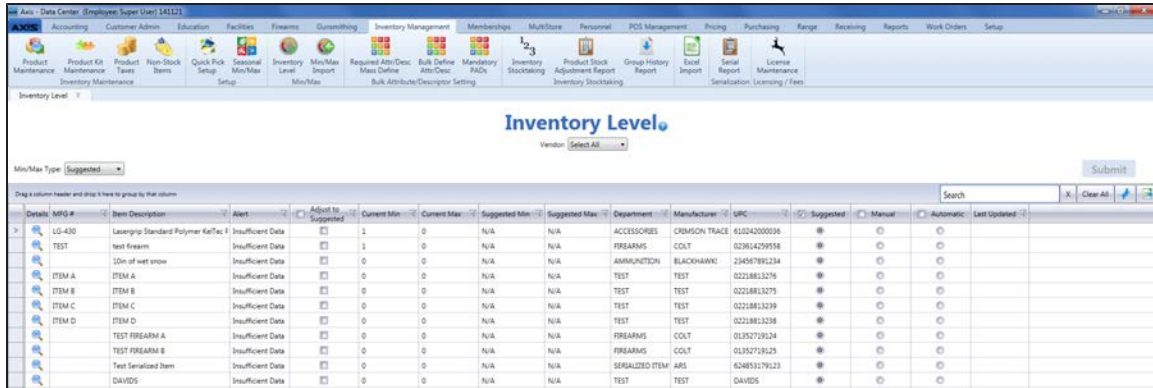 Axis - Data Center (Employee: Super User) 141121
AXIS Accounting Customer Admin Education Facilities Firearms Gunsmithing Inventory Management Memberships MultiStore Personnel POS Management Pricing Purchasing Range Receiving Reports Work Orders Setup
Product Maintenance Product Kit Maintenance Product Taxes Non-Stock Items Quick Pick Setup Seasonal Min/Max Inventory Level Min/Max Import Required Attr/Desc Mass Define Bulk Define Attr/Desc Mandatory PADs Inventory Stocktaking Product Stock Adjustment Report Group History Report Excel Import Serial Report License Maintenance
Inventory Maintenance Setup Min/Max Bulk Attribute/Descriptor Setting Inventory Stocktaking Serialization Licensing / Fees
Inventory Level
Inventory Level
Vendor: Select All
Min/Max Type: Suggested Submit
Drag a column header and drop it here to group by that column Search X Clear All
Details MFG # Item Description Alert Adjust to Suggested Current Min Current Max Suggested Min Suggested Max Department Manufacturer UPC Suggested Manual Automatic Last Updated
LG-430 Lasergrip Standard Polymer KelTec Insufficient Data 1 0 N/A N/A ACCESSORIES CRIMSON TRACE 610242000036
TEST test firearm Insufficient Data 1 0 N/A N/A FIREARMS COLT 023614259558
10in of wet snow Insufficient Data 0 0 N/A N/A AMMUNITION BLACKHAWK! 234567891234
ITEM A ITEM A Insufficient Data 0 0 N/A N/A TEST TEST 02218813276
ITEM B ITEM B Insufficient Data 0 0 N/A N/A TEST TEST 02218813275
ITEM C ITEM C Insufficient Data 0 0 N/A N/A TEST TEST 02218813239
ITEM D ITEM D Insufficient Data 0 0 N/A N/A TEST TEST 02218813238
TEST FIREARM A Insufficient Data 0 0 N/A N/A FIREARMS COLT 01352719124
TEST FIREARM B Insufficient Data 0 0 N/A N/A FIREARMS COLT 01352719125
Test Serialized Item Insufficient Data 0 0 N/A N/A SERIALIZED ITEM ARS 624853179123
DAVIDS Insufficient Data 0 0 N/A N/A TEST TEST DAVIDS